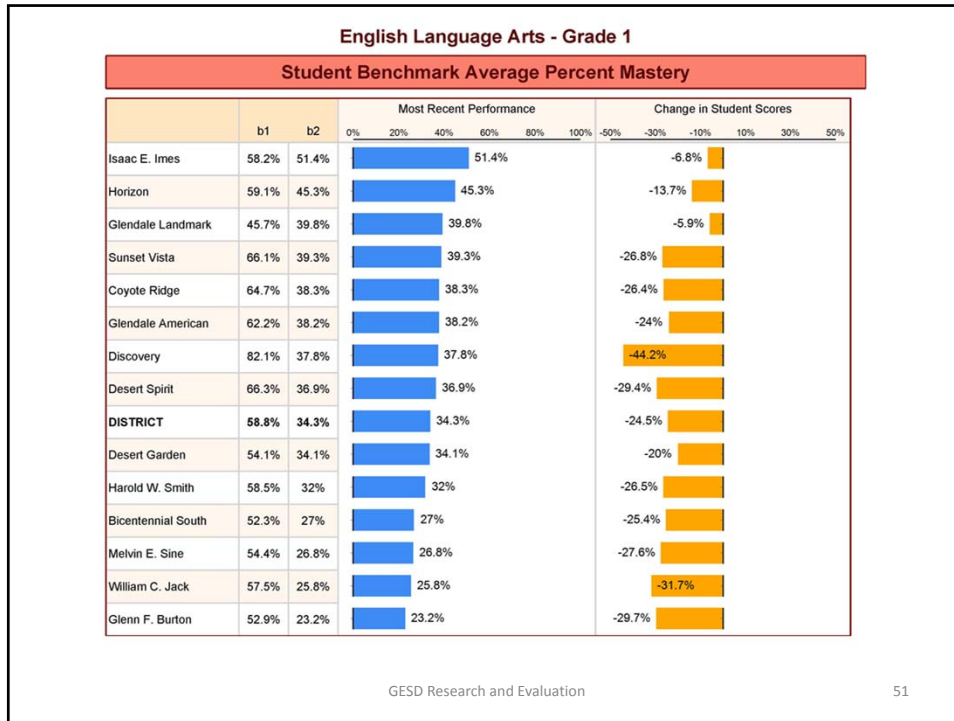 English Language Arts - Grade 1
Student Benchmark Average Percent Mastery
Most Recent Performance Change in Student Scores
b1 b2 0% 20% 40% 60% 80% 100% -50% -30% -10% 10% 30% 50%
Isaac E. Imes 58.2% 51.4% 51.4% -6.8%
Horizon 59.1% 45.3% 45.3% -13.7%
Glendale Landmark 45.7% 39.8% 39.8% -5.9%
Sunset Vista 66.1% 39.3% 39.3% -26.8%
Coyote Ridge 64.7% 38.3% 38.3% -26.4%
Glendale American 62.2% 38.2% 38.2% -24%
Discovery 82.1% 37.8% 37.8% -44.2%
Desert Spirit 66.3% 36.9% 36.9% -29.4%
DISTRICT 58.8% 34.3% 34.3% -24.5%
Desert Garden 54.1% 34.1% 34.1% -20%
Harold W. Smith 58.5% 32% 32% -26.5%
Bicentennial South 52.3% 27% 27% -25.4%
Melvin E. Sine 54.4% 26.8% 26.8% -27.6%
William C. Jack 57.5% 25.8% 25.8% -31.7%
Glenn F. Burton 52.9% 23.2% 23.2% -29.7%
GESD Research and Evaluation 51